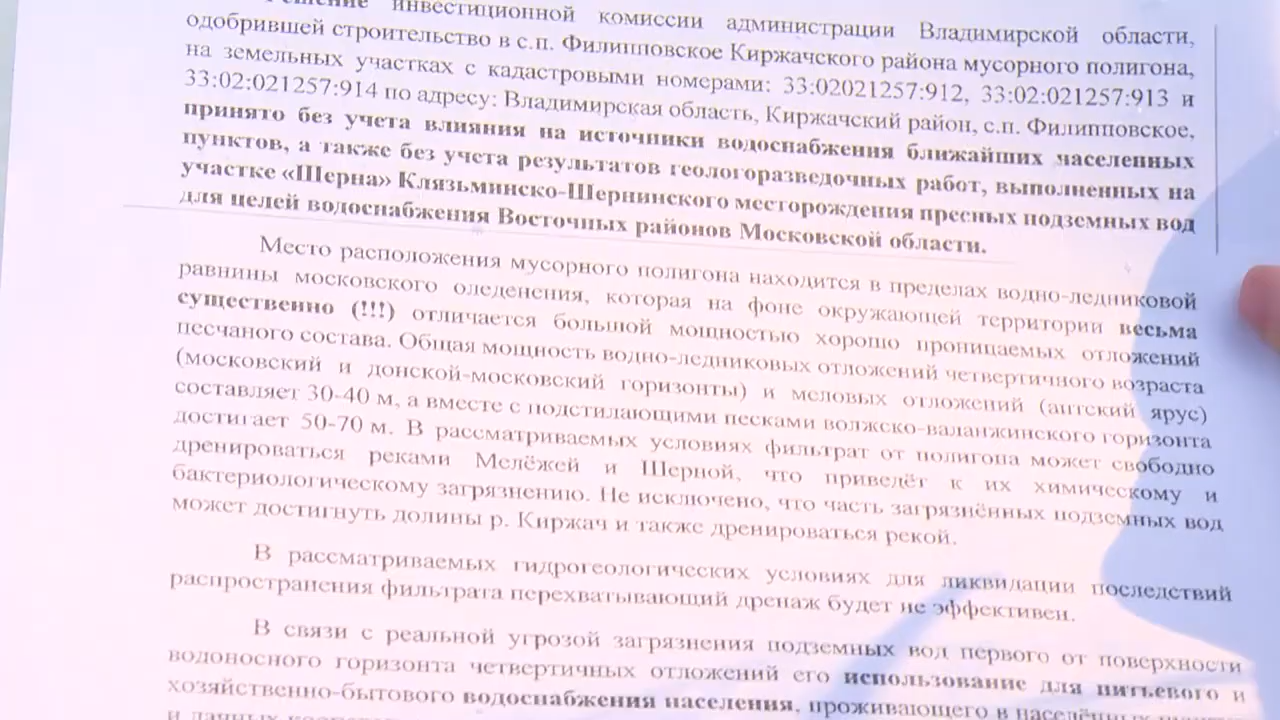 Решение инвестиционной комиссии администрации Владимирской области,
одобрившей строительство в с.п. Филипповское Киржачского района мусорного полигона,
на земельных участках с кадастровыми номерами: 33:02021257:912, 33:02:021257:913 и
33:02:021257:914 по адресу: Владимирская область, Киржачский район, с.п. Филипповское,
принято без учета влияния на источники водоснабжения ближайших населенных
пунктов, а также без учета результатов геологоразведочных работ, выполненных на
участке «Шерна» Клязьминско-Шернинского месторождения пресных подземных вод
для целей водоснабжения Восточных районов Московской области.
Место расположения мусорного полигона находится в пределах водно-ледниковой
равнины московского оледенения, которая на фоне окружающей территории весьма
существенно (!!!) отличается большой мощностью хорошо проницаемых отложений
песчаного состава. Общая мощность водно-ледниковых отложений четвертичного возраста
(московский и донской-московский горизонты) и меловых отложений (аптский ярус)
составляет 30-40 м, а вместе с подстилающими песками волжско-валанжинского горизонта
достигает 50-70 м. В рассматриваемых условиях фильтрат от полигона может свободно
дренироваться реками Мелёжей и Шерной, что приведёт к их химическому и
бактериологическому загрязнению. Не исключено, что часть загрязнённых подземных вод
может достигнуть долины р. Киржач и также дренироваться рекой.
В рассматриваемых гидрогеологических условиях для ликвидации последствий
распространения фильтрата перехватывающий дренаж будет не эффективен.
В связи с реальной угрозой загрязнения подземных вод первого от поверхности
водоносного горизонта четвертичных отложений его использование для питьевого и
хозяйственно-бытового водоснабжения населения, проживающего в населённых